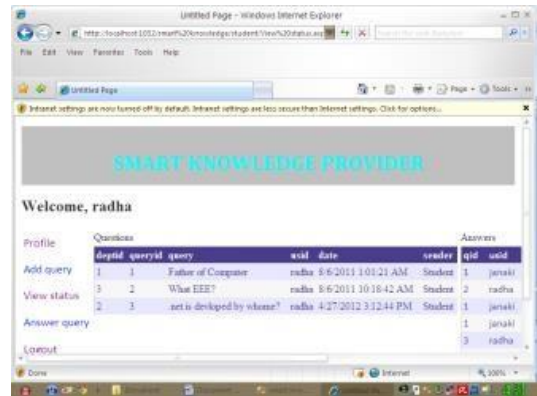 Untitled Page - Windows Internet Explorer
File Edit View Favorites Tools Help
Untitled Page
Page Tools
Intranet settings are now turned off by default. Intranet settings are less secure than Internet settings. Click for options...
SMART KNOWLEDGE PROVIDER
Welcome, radha
Profile
Add query
View status
Answer query
Logout
Questions
deptid queryid query usid date sender
1 1 Father of Computer radha 8/6/2011 1:01:21 AM Student
3 2 What EEE? radha 8/6/2011 10:18:42 AM Student
2 3 .net is devloped by whome? radha 4/27/2012 3:12:44 PM Student
Answers
qid usid
1 janaki
2 radha
1 janaki
1 janaki
3 radha
Done
Internet
100%